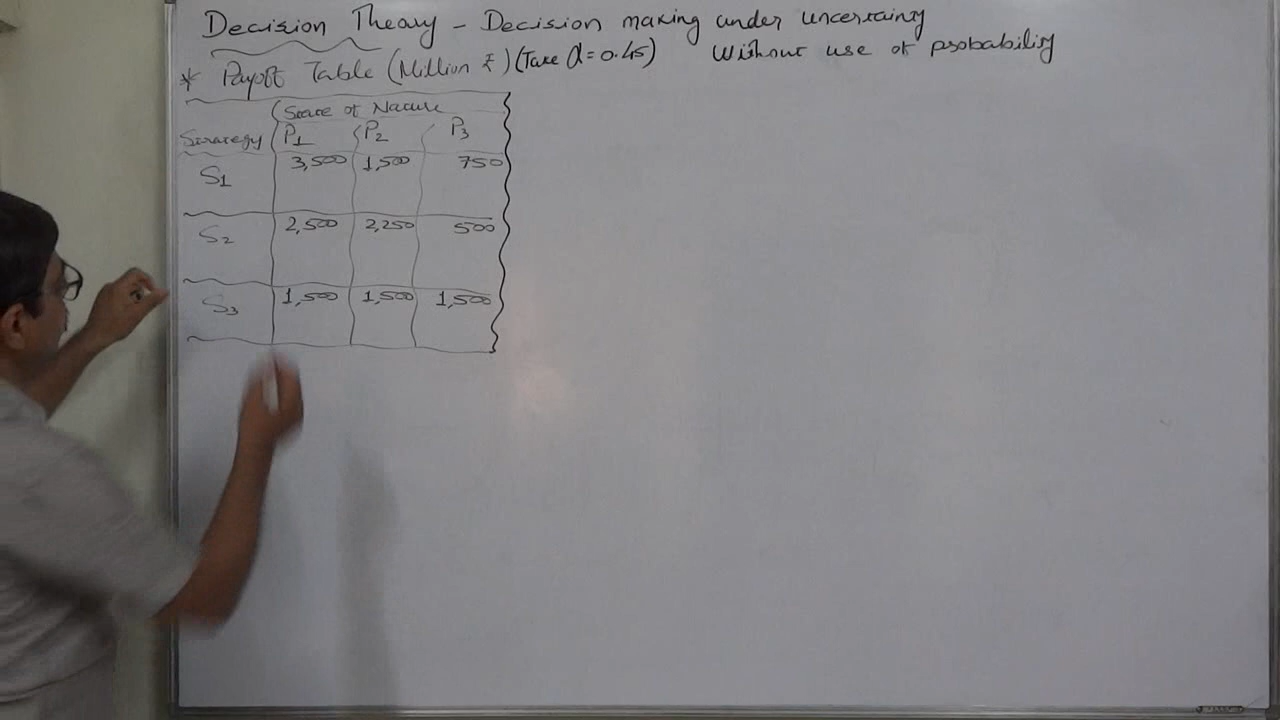 Decision Theory - Decision making under uncertainty
without use of probability
* Payoff Table (Million ₹) (Take α = 0.45)
State of Nature
Strategy P1 P2 P3
S1 3,500 1,500 750
S2 2,500 2,250 500
S3 1,500 1,500 1,500